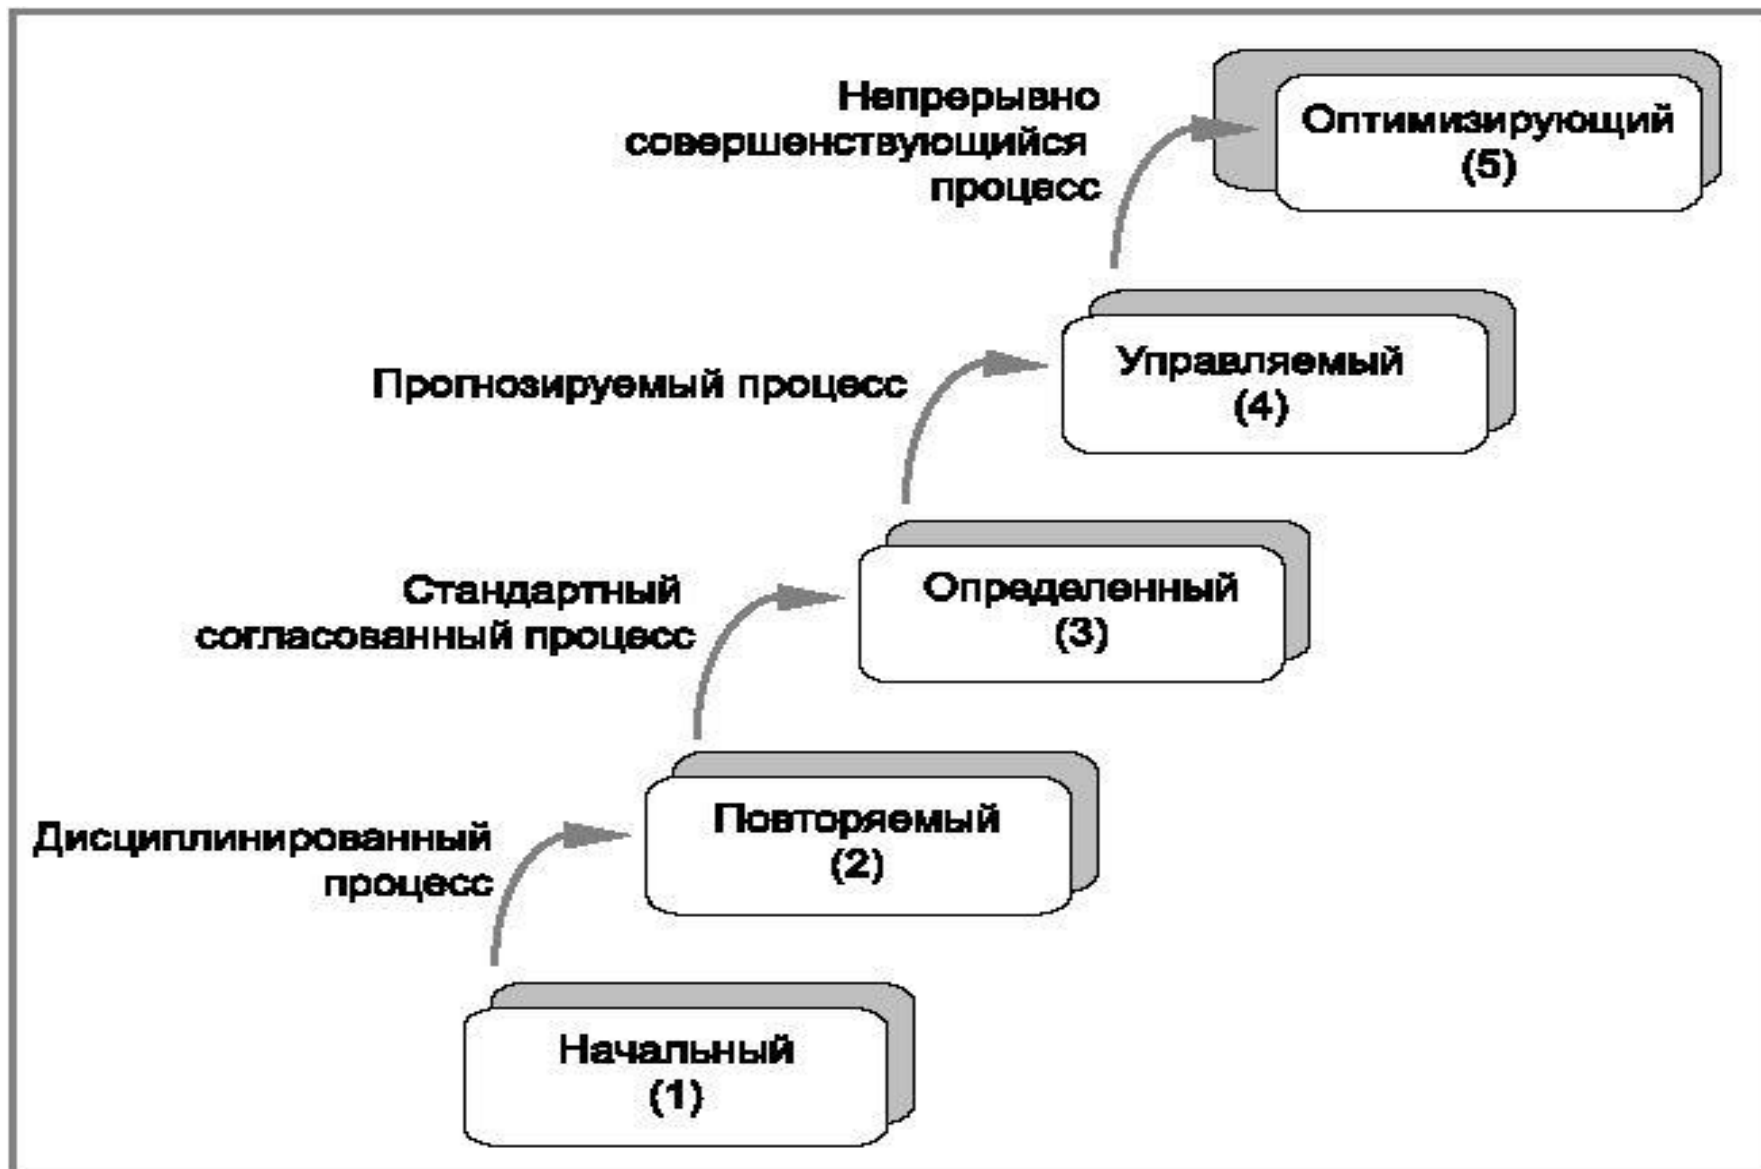 Непрерывно
совершенствующийся
процесс
Оптимизирующий
(5)
Прогнозируемый процесс
Управляемый
(4)
Стандартный
согласованный процесс
Определенный
(3)
Дисциплинированный
процесс
Повторяемый
(2)
Начальный
(1)